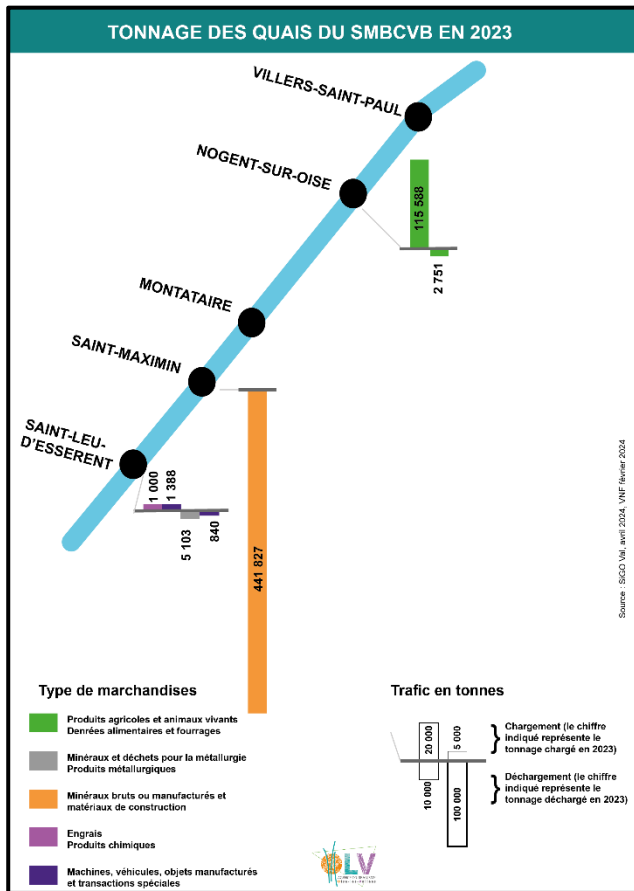 TONNAGE DES QUAIS DU SMBCVB EN 2023
VILLERS-SAINT-PAUL
NOGENT-SUR-OISE
115 588
2 751
MONTATAIRE
SAINT-MAXIMIN
SAINT-LEU-
D'ESSERENT
1 000
1 388
5 103
840
441 827
Source : SIGO Val, avril 2024, VNF février 2024
Type de marchandises
Produits agricoles et animaux vivants
Denrées alimentaires et fourrages
Minéraux et déchets pour la métallurgie
Produits métallurgiques
Minéraux bruts ou manufacturés et
matériaz de construction
Engrais
Produits chimiques
Machines, véhicules, objets manufacturés
et transactions spéciales
Trafic en tonnes
20 000
5 000
10 000
100 000
Chargement (le chiffre
indiqué représente le
tonnage chargé en 2023)
Déchargement (le chiffre
indiqué représente le
tonnage déchargé en 2023)
OLV